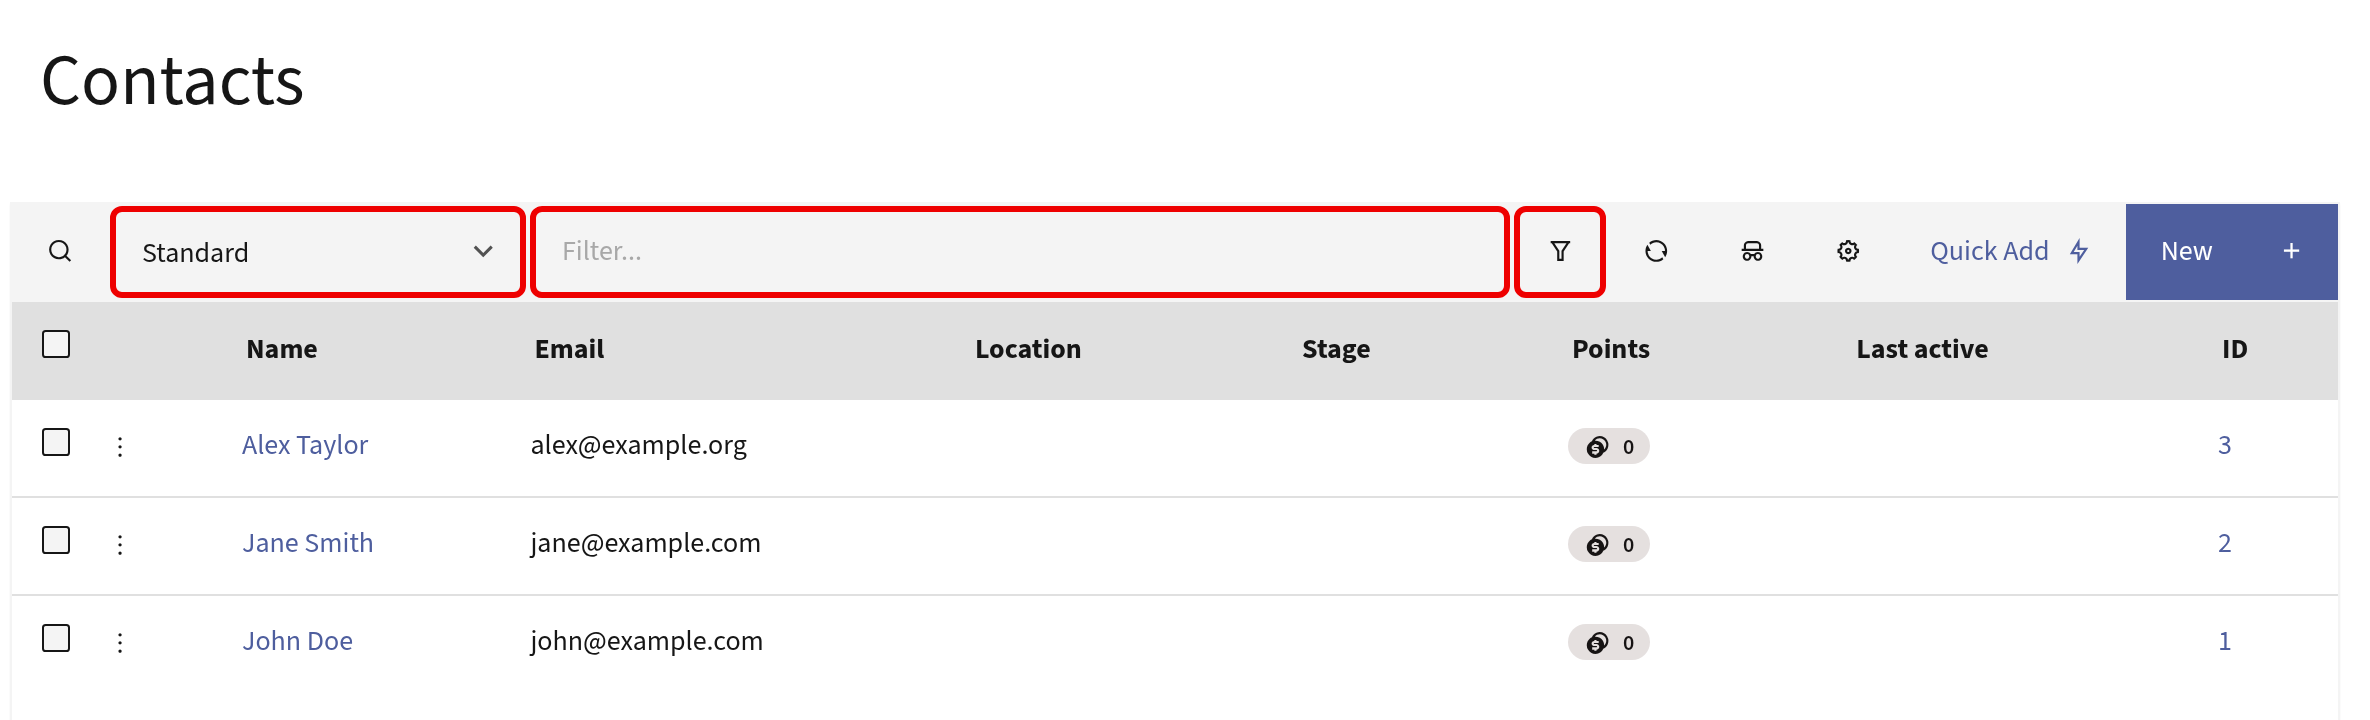 Contacts
Standard Filter... Quick Add New
Name Email Location Stage Points Last active ID
Alex Taylor alex@example.org 0 3
Jane Smith jane@example.com 0 2
John Doe john@example.com 0 1